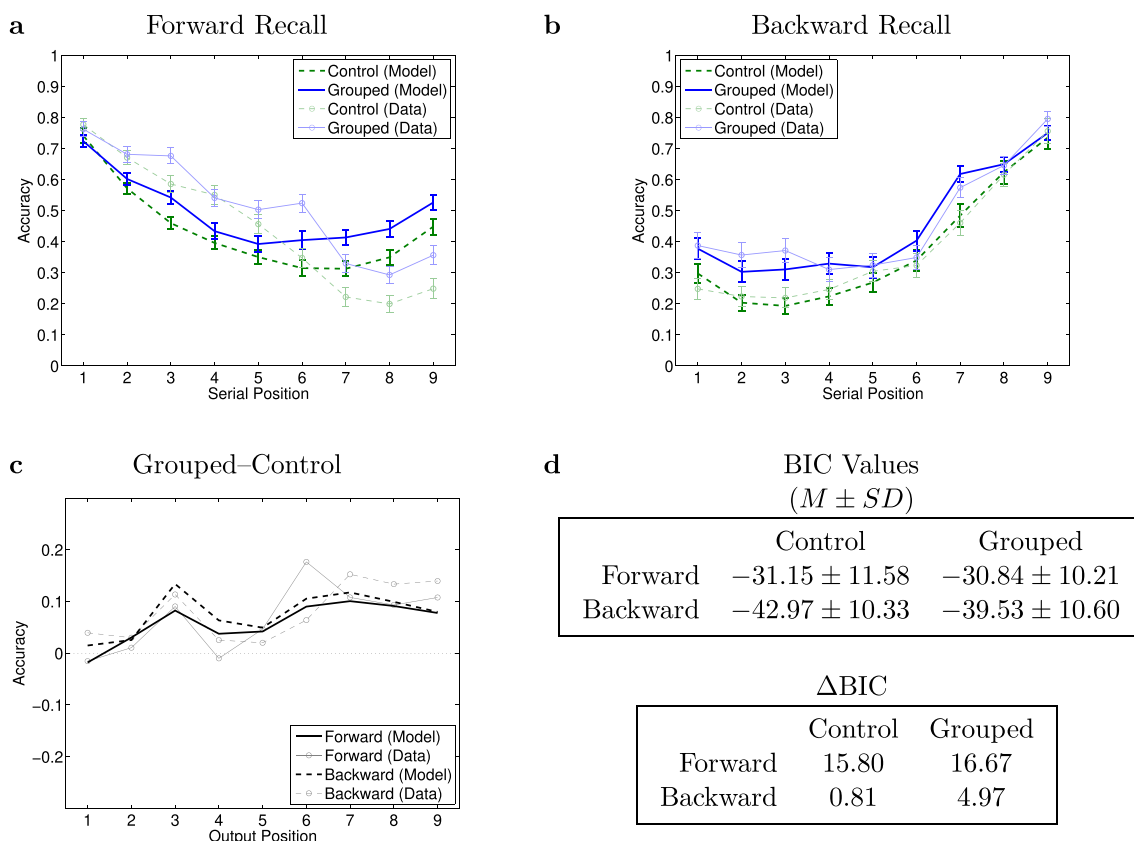 a Forward Recall
1
0.9
0.8
0.7
0.6
0.5
0.4
0.3
0.2
0.1
0
Accuracy
Control (Model)
Grouped (Model)
Control (Data)
Grouped (Data)
1 2 3 4 5 6 7 8 9
Serial Position
b Backward Recall
1
0.9
0.8
0.7
0.6
0.5
0.4
0.3
0.2
0.1
0
Accuracy
Control (Model)
Grouped (Model)
Control (Data)
Grouped (Data)
1 2 3 4 5 6 7 8 9
Serial Position
c Grouped–Control
0.2
0.1
0
−0.1
−0.2
Accuracy
Forward (Model)
Forward (Data)
Backward (Model)
Backward (Data)
1 2 3 4 5 6 7 8 9
Output Position
d BIC Values
(M ± SD)
Control Grouped
Forward −31.15 ± 11.58 −30.84 ± 10.21
Backward −42.97 ± 10.33 −39.53 ± 10.60
ΔBIC
Control Grouped
Forward 15.80 16.67
Backward 0.81 4.97